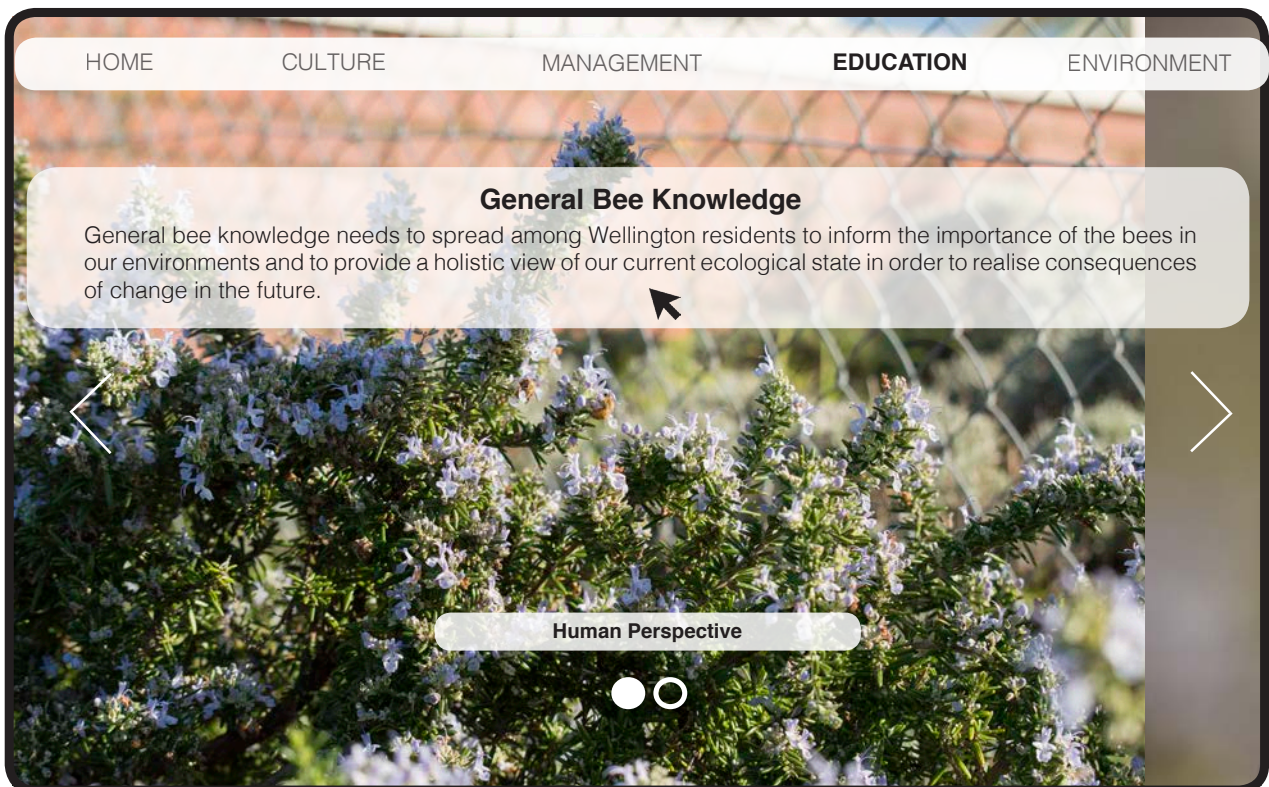 HOME CULTURE MANAGEMENT EDUCATION ENVIRONMENT
General Bee Knowledge
General bee knowledge needs to spread among Wellington residents to inform the importance of the bees in
our environments and to provide a holistic view of our current ecological state in order to realise consequences
of change in the future.
Human Perspective